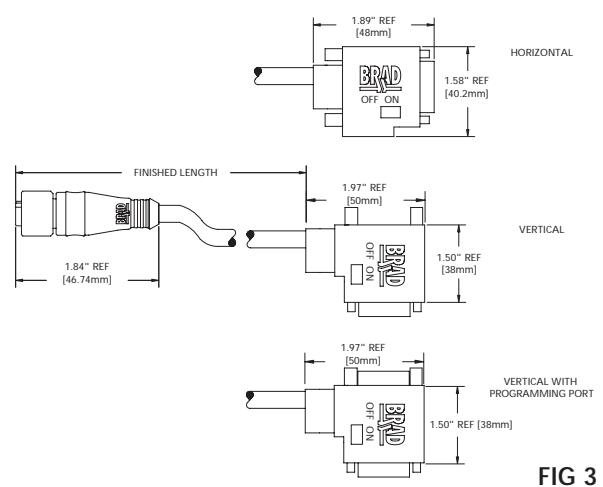 1.89" REF
[48mm]
HORIZONTAL
BRAD
OFF ON
1.58" REF
[40.2mm]
FINISHED LENGTH
1.97" REF
[50mm]
BRAD
VERTICAL
BRAD
OFF ON
1.50" REF
[38mm]
1.84" REF
[46.74mm]
1.97" REF
[50mm]
VERTICAL WITH
PROGRAMMING PORT
BRAD
OFF ON
1.50" REF [38mm]
FIG 3